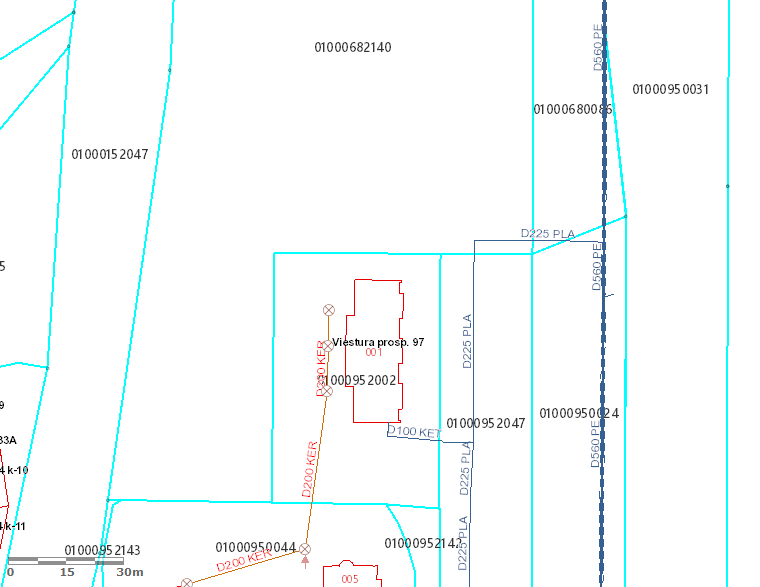 D560 PE
01000682140
01000950031
01000680086
01000152047
D225 PLA
5
D560 PE
D225 PLA
Viestura prosp. 97
001
D200 KER
01000952002
9
01000950024
01000952047
D100 KET
33A
D560 PE
4 k-10
D200 KER
D225 PLA
4/k-11
D225 PLA
01000952143
01000950044
01000952142
D200 KER
0 15 30m
005